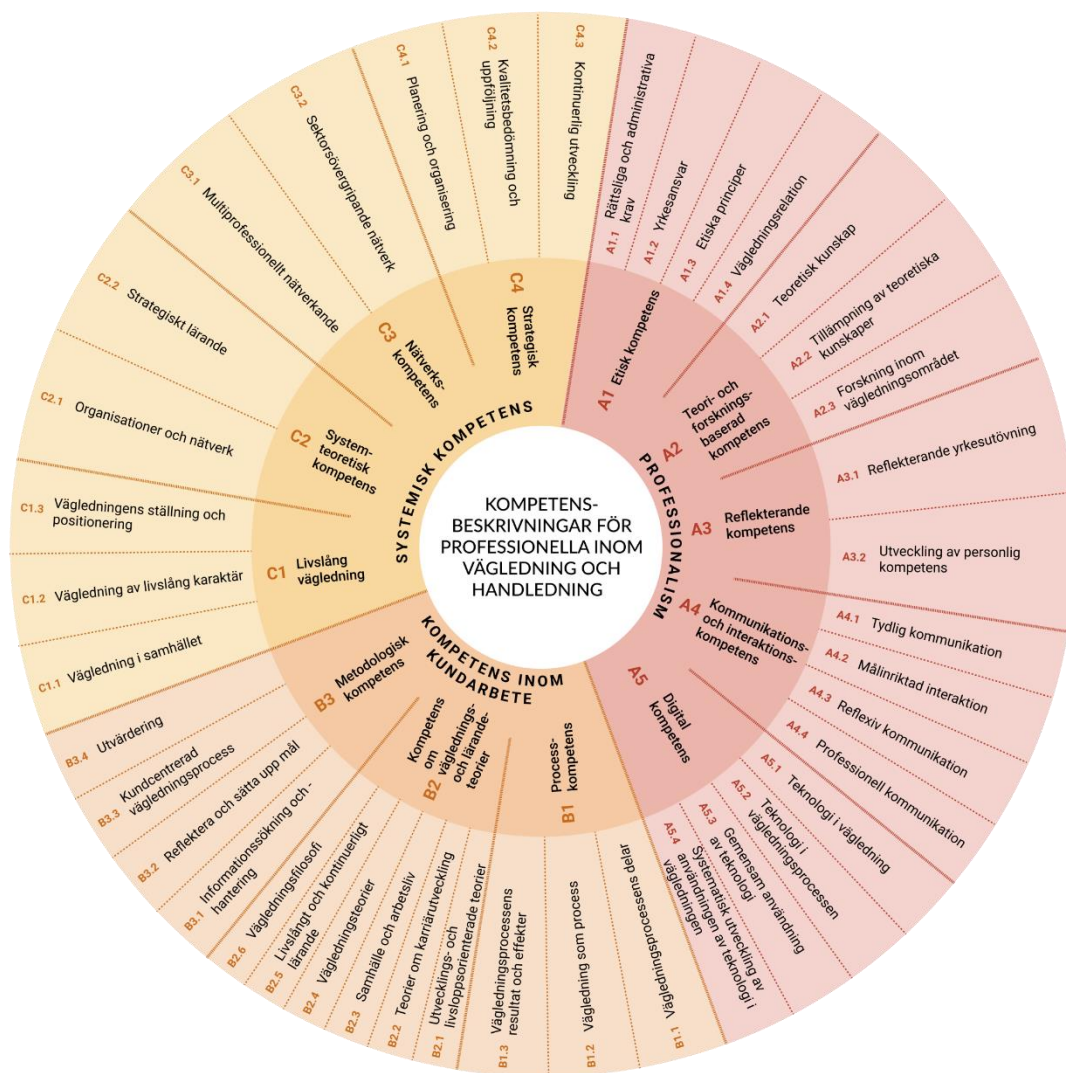 KOMPETENS-
BESKRIVNINGAR FÖR
PROFESSIONELLA INOM
VÄGLEDNING OCH
HANDLEDNING
PROFESSIONALISM
A1 Etisk kompetens
A1.1 Rättsliga och administrativa
krav
A1.2 Yrkesansvar
A1.3 Etiska principer
A1.4 Vägledningsrelation
A2 Teori- och
forsknings-
baserad
kompetens
A2.1 Teoretisk kunskap
A2.2 Tillämpning av teoretiska
kunskaper
A2.3 Forskning inom
vägledningsområdet
A3 Reflekterande
kompetens
A3.1 Reflekterande yrkesutövning
A3.2 Utveckling av personlig
kompetens
A4 Kommunikations-
och interaktions-
kompetens
A4.1 Tydlig kommunikation
A4.2 Målinriktad interaktion
A4.3 Reflexiv kommunikation
A4.4 Professionell kommunikation
A5 Digital
kompetens
A5.1 Teknologi i vägledning
A5.2 Teknologi i
vägledningsprocessen
A5.3 Gemensam användning
av teknologi
A5.4 Systematisk utveckling av
användningen av teknologi i
vägledningen
KOMPETENS INOM
KUNDARBETE
B1 Process-
kompetens
B1.1 Vägledningsprocessens delar
B1.2 Vägledning som process
B1.3 Vägledningsprocessens
resultat och effekter
B2 Kompetens
om
väglednings-
och lärande-
teorier
B2.1 Utvecklings- och
livsloppsorienterade teorier
B2.2 Teorier om karriärutveckling
B2.3 Samhälle och arbetsliv
B2.4 Vägledningsteorier
B2.5 Livslångt och kontinuerligt
lärande
B2.6 Vägledningsfilosofi
B3 Metodologisk
kompetens
B3.1 Informationssökning och -
hantering
B3.2 Reflektera och sätta upp mål
B3.3 Kundcentrerad
vägledningsprocess
B3.4 Utvärdering
SYSTEMISK KOMPETENS
C1 Livslång
vägledning
C1.1 Vägledning i samhället
C1.2 Vägledning av livslång karaktär
C1.3 Vägledningens ställning och
positionering
C2 System-
teoretisk
kompetens
C2.1 Organisationer och nätverk
C2.2 Strategiskt lärande
C3 Nätverks-
kompetens
C3.1 Multiprofessionellt nätverkande
C3.2 Sektorsövergripande nätverk
C4 Strategisk
kompetens
C4.1 Planering och organisering
C4.2 Kvalitetsbedömning och
uppföljning
C4.3 Kontinuerlig utveckling